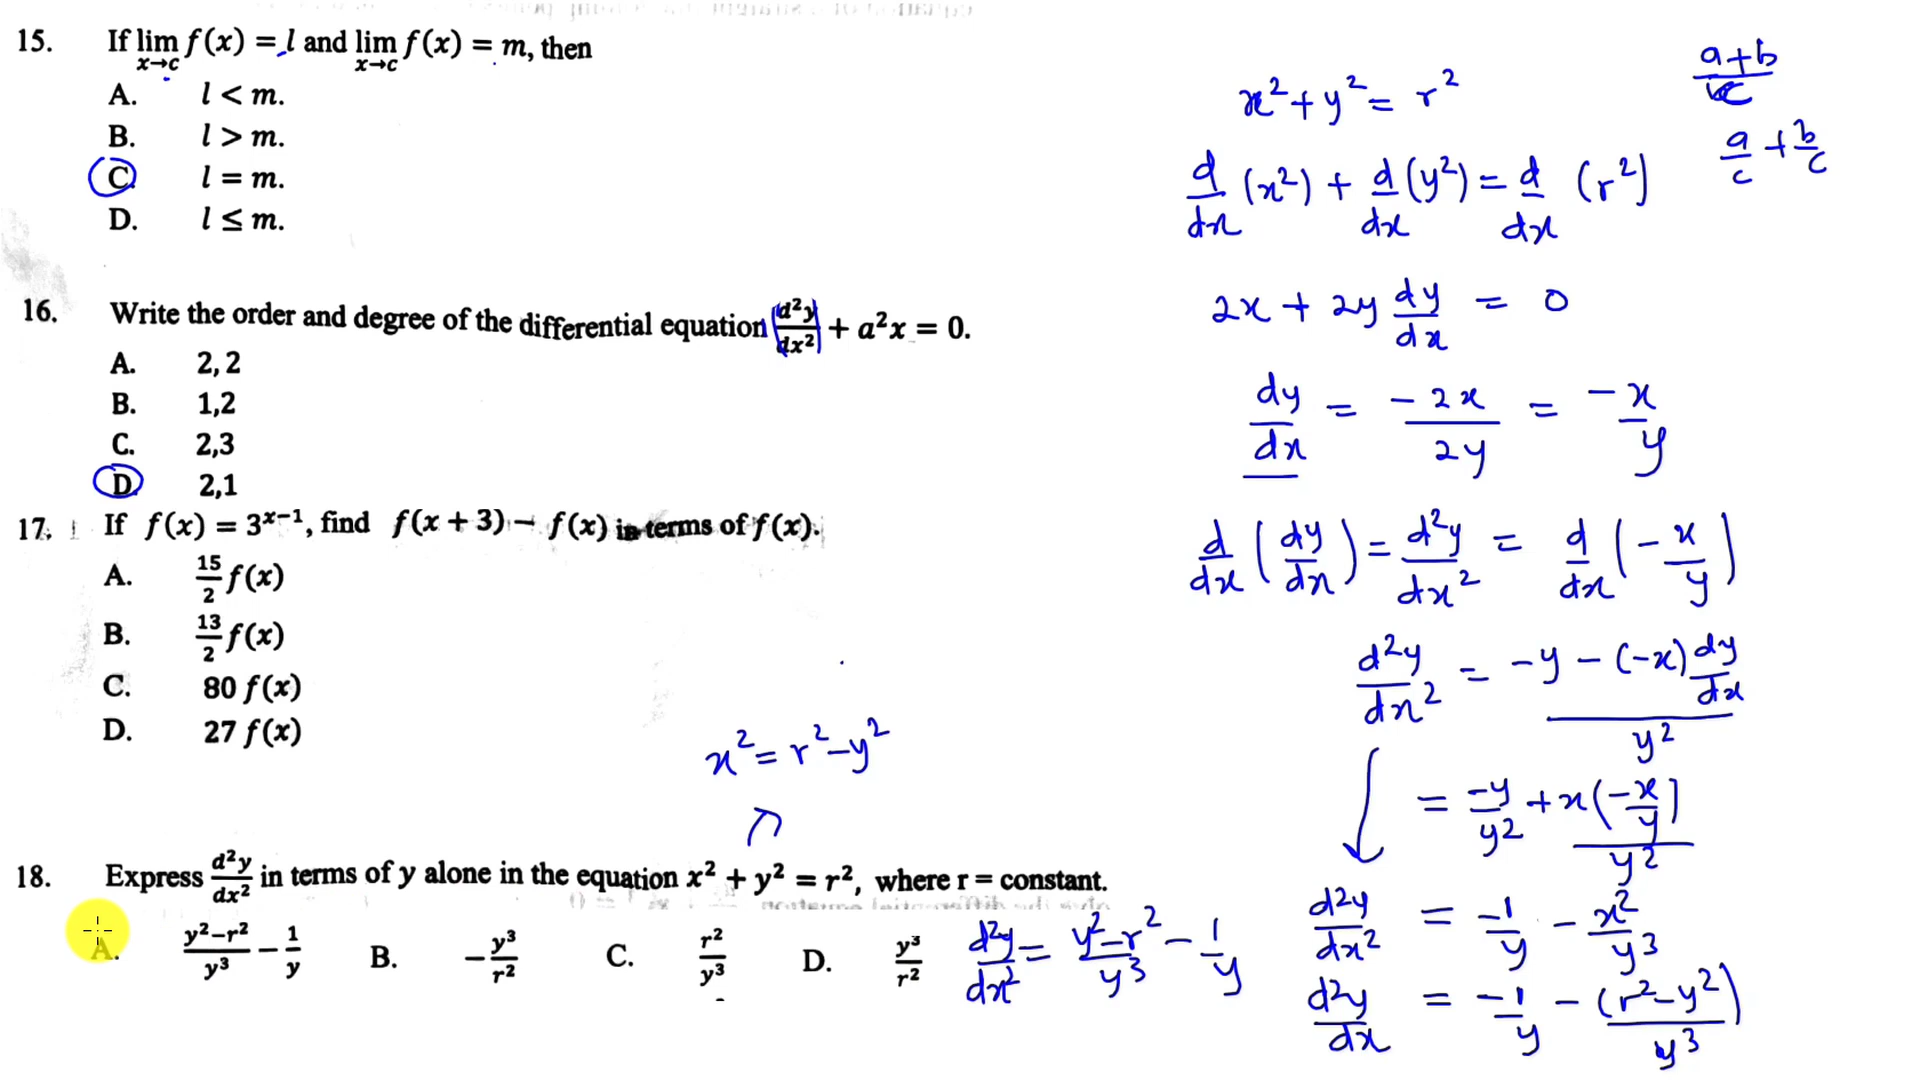 15. If lim f(x) = l and lim f(x) = m, then
x→c x→c
A. l < m.
B. l > m.
C. l = m.
D. l ≤ m.
16. Write the order and degree of the differential equation (d²y/dx²) + a²x = 0.
A. 2, 2
B. 1,2
C. 2,3
D. 2,1
17. If f(x) = 3ˣ⁻¹, find f(x + 3) − f(x) in terms of f(x).
A. 15/2 f(x)
B. 13/2 f(x)
C. 80 f(x)
D. 27 f(x)
x² = r² − y²
18. Express d²y/dx² in terms of y alone in the equation x² + y² = r², where r = constant.
A. y²−r²/y³ − 1/y B. −y³/r² C. r²/y³ D. y³/r²
d²y/dx² = y²−r²/y³ − 1/y
x² + y² = r²
a+b/c
a/c + b/c
d/dx (x²) + d/dx (y²) = d/dx (r²)
2x + 2y dy/dx = 0
dy/dx = −2x/2y = −x/y
d/dx (dy/dx) = d²y/dx² = d/dx (−x/y)
d²y/dx² = −y − (−x) dy/dx / y²
= −y/y² + x(−x/y) / y²
d²y/dx² = −1/y − x²/y³
d²y/dx = −1/y − (r²−y²)/y³